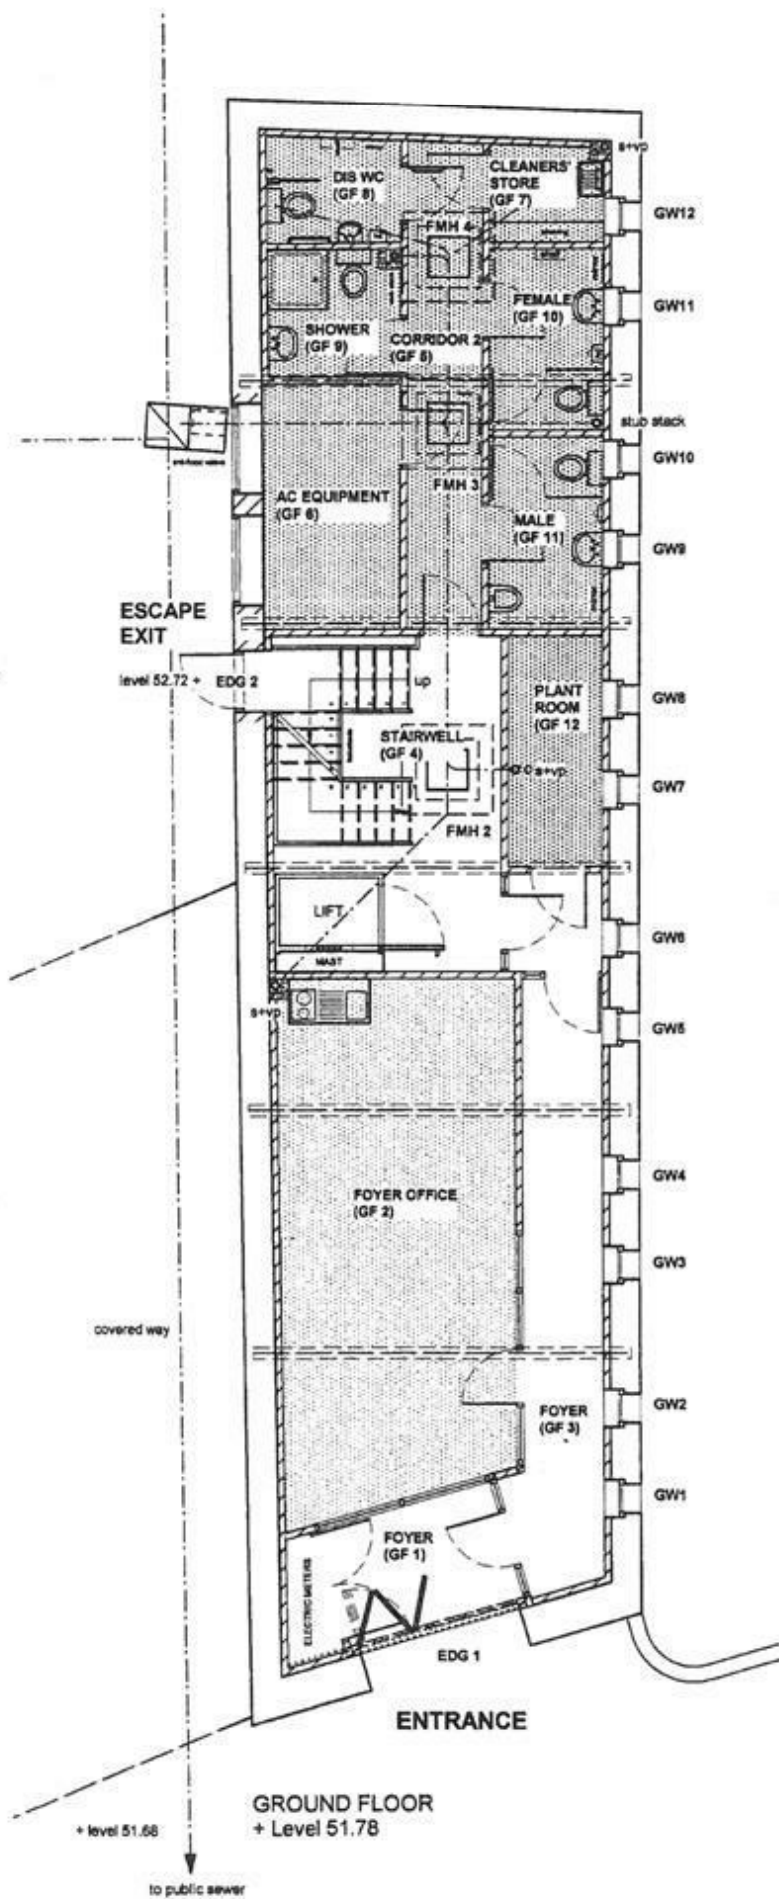 s+vp
DIS WC
(GF 8)
CLEANERS'
STORE
(GF 7)
GW12
FMH 4
FEMALE
(GF 10)
GW11
SHOWER
(GF 9)
CORRIDOR 2
(GF 5)
stub stack
GW10
FMH 3
AC EQUIPMENT
(GF 6)
MALE
(GF 11)
GW9
ESCAPE
EXIT
level 52.72 +
EDG 2
up
PLANT
ROOM
(GF 12
GW8
STAIRWELL
(GF 4)
s+vp
GW7
FMH 2
LIFT
GW6
MAST
s+vp
GW5
FOYER OFFICE
(GF 2)
GW4
GW3
covered way
FOYER
(GF 3)
GW2
GW1
FOYER
(GF 1)
ELECTRIC METERS
EDG 1
ENTRANCE
GROUND FLOOR
+ Level 51.78
+ level 51.68
to public sewer